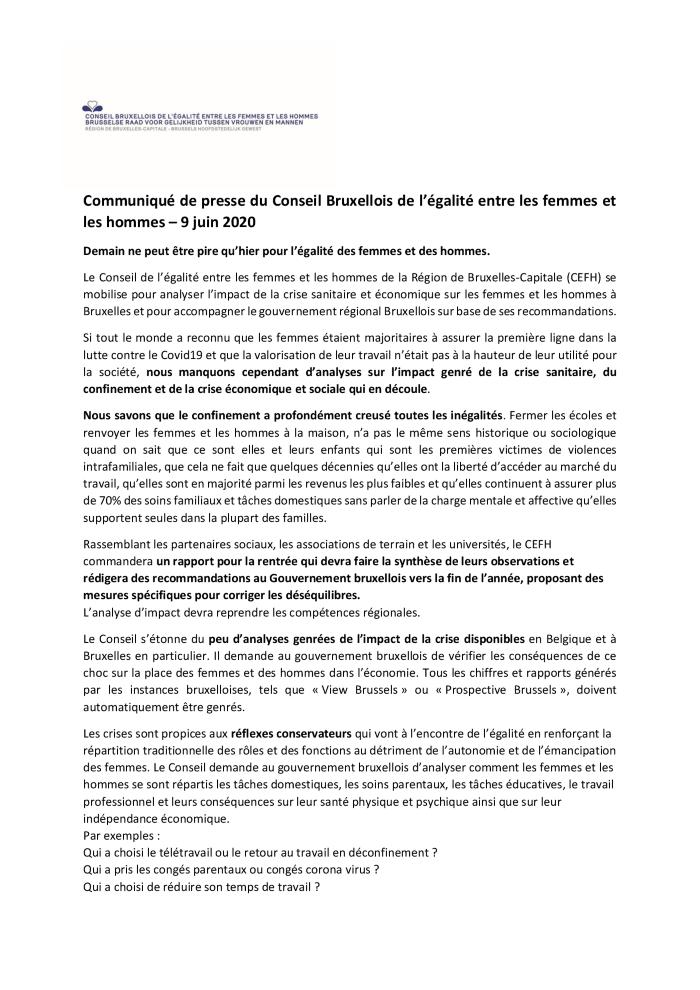 CONSEIL BRUXELLOIS DE L'ÉGALITÉ ENTRE LES FEMMES ET LES HOMMES
BRUSSELSE RAAD VOOR GELIJKHEID TUSSEN VROUWEN EN MANNEN
RÉGION DE BRUXELLES-CAPITALE - BRUSSELS HOOFDSTEDELIJK GEWEST
Communiqué de presse du Conseil Bruxellois de l'égalité entre les femmes et
les hommes – 9 juin 2020
Demain ne peut être pire qu'hier pour l'égalité des femmes et des hommes.
Le Conseil de l'égalité entre les femmes et les hommes de la Région de Bruxelles-Capitale (CEFH) se
mobilise pour analyser l'impact de la crise sanitaire et économique sur les femmes et les hommes à
Bruxelles et pour accompagner le gouvernement régional Bruxellois sur base de ses recommandations.
Si tout le monde a reconnu que les femmes étaient majoritaires à assurer la première ligne dans la
lutte contre le Covid19 et que la valorisation de leur travail n'était pas à la hauteur de leur utilité pour
la société, nous manquons cependant d'analyses sur l'impact genré de la crise sanitaire, du
confinement et de la crise économique et sociale qui en découle.
Nous savons que le confinement a profondément creusé toutes les inégalités. Fermer les écoles et
renvoyer les femmes et les hommes à la maison, n'a pas le même sens historique ou sociologique
quand on sait que ce sont elles et leurs enfants qui sont les premières victimes de violences
intrafamiliales, que cela ne fait que quelques décennies qu'elles ont la liberté d'accéder au marché du
travail, qu'elles sont en majorité parmi les revenus les plus faibles et qu'elles continuent à assurer plus
de 70% des soins familiaux et tâches domestiques sans parler de la charge mentale et affective qu'elles
supportent seules dans la plupart des familles.
Rassemblant les partenaires sociaux, les associations de terrain et les universités, le CEFH
commandera un rapport pour la rentrée qui devra faire la synthèse de leurs observations et
rédigera des recommandations au Gouvernement bruxellois vers la fin de l'année, proposant des
mesures spécifiques pour corriger les déséquilibres.
L'analyse d'impact devra reprendre les compétences régionales.
Le Conseil s'étonne du peu d'analyses genrées de l'impact de la crise disponibles en Belgique et à
Bruxelles en particulier. Il demande au gouvernement bruxellois de vérifier les conséquences de ce
choc sur la place des femmes et des hommes dans l'économie. Tous les chiffres et rapports générés
par les instances bruxelloises, tels que « View Brussels » ou « Prospective Brussels », doivent
automatiquement être genrés.
Les crises sont propices aux réflexes conservateurs qui vont à l'encontre de l'égalité en renforçant la
répartition traditionnelle des rôles et des fonctions au détriment de l'autonomie et de l'émancipation
des femmes. Le Conseil demande au gouvernement bruxellois d'analyser comment les femmes et les
hommes se sont répartis les tâches domestiques, les soins parentaux, les tâches éducatives, le travail
professionnel et leurs conséquences sur leur santé physique et psychique ainsi que sur leur
indépendance économique.
Par exemples :
Qui a choisi le télétravail ou le retour au travail en déconfinement ?
Qui a pris les congés parentaux ou congés corona virus ?
Qui a choisi de réduire son temps de travail ?